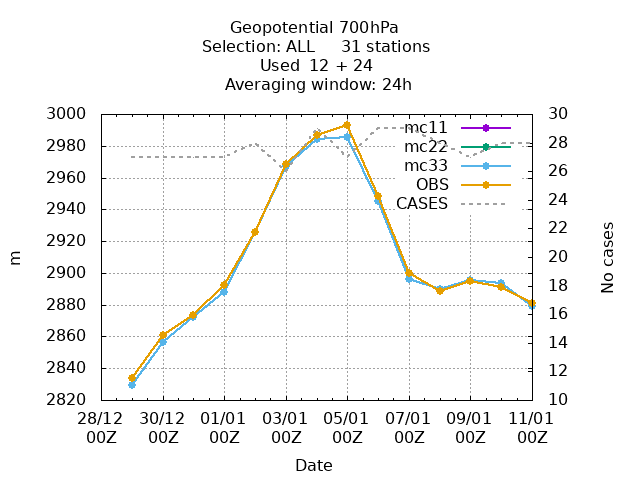 Geopotential 700hPa
Selection: ALL     31 stations
Used  12 + 24
Averaging window: 24h
3000 30
mc11
2980 mc22 28
mc33
2960 26
OBS
2940 CASES 24
22
2920
20
2900
18
2880
16
2860
14
2840 12
2820 10
m
No cases
28/12 30/12 01/01 03/01 05/01 07/01 09/01 11/01
00Z 00Z 00Z 00Z 00Z 00Z 00Z 00Z
Date